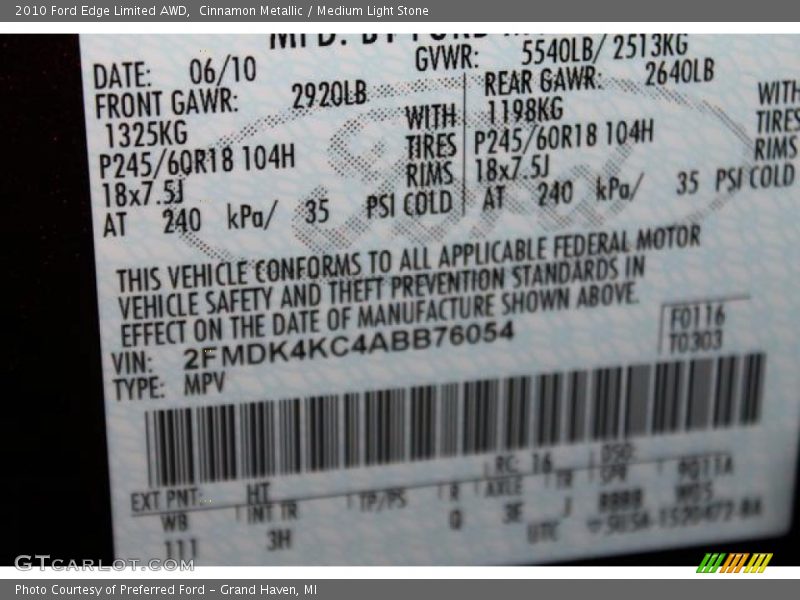 2010 Ford Edge Limited AWD,  Cinnamon Metallic / Medium Light Stone
MFD. BY FORD
DATE: 06/10 GVWR: 5540LB/2513KG
FRONT GAWR: 2920LB REAR GAWR: 2640LB
1325KG WITH 1198KG WITH
P245/60R18 104H TIRES P245/60R18 104H TIRES
18x7.5J RIMS 18x7.5J RIMS
AT 240 kPa/ 35 PSI COLD AT 240 kPa/ 35 PSI COLD
Ford
THIS VEHICLE CONFORMS TO ALL APPLICABLE FEDERAL MOTOR
VEHICLE SAFETY AND THEFT PREVENTION STANDARDS IN
EFFECT ON THE DATE OF MANUFACTURE SHOWN ABOVE.
VIN: 2FMDK4KC4ABB76054 F0116
TYPE: MPV T0303
EXT PNT: HT RC: 16 DSO:
WB INT TR TP/PS R AXLE TR SPR
111 3H Q 3F J
UTC
GTCARLOT.COM
Photo Courtesy of Preferred Ford – Grand Haven, MI